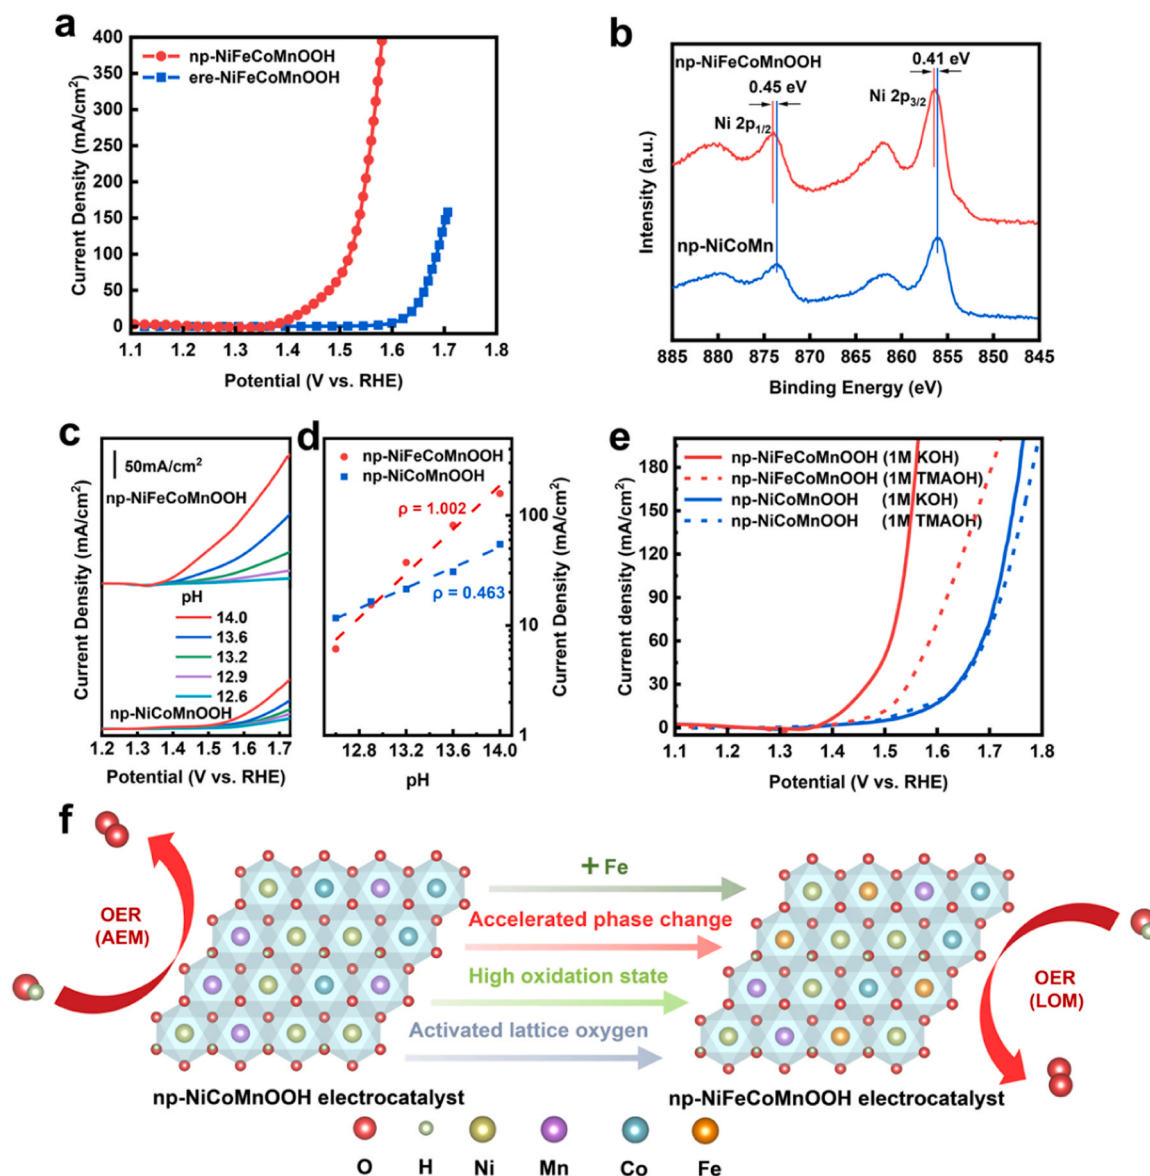 a
400
350
300
250
200
150
100
50
0
1.1
1.2
1.3
1.4
1.5
1.6
1.7
1.8
Current Density (mA/cm²)
Potential (V vs. RHE)
np-NiFeCoMnOOH
ere-NiFeCoMnOOH
b
np-NiFeCoMnOOH
0.41 eV
0.45 eV
Ni 2p3/2
Ni 2p1/2
np-NiCoMn
Intensity (a.u.)
885
880
875
870
865
860
855
850
845
Binding Energy (eV)
c
50mA/cm²
np-NiFeCoMnOOH
pH
14.0
13.6
13.2
12.9
12.6
np-NiCoMnOOH
Current Density (mA/cm²)
1.2
1.3
1.4
1.5
1.6
1.7
Potential (V vs. RHE)
d
np-NiFeCoMnOOH
np-NiCoMnOOH
ρ = 1.002
ρ = 0.463
100
10
1
Current Density (mA/cm²)
12.8
13.2
13.6
14.0
pH
e
np-NiFeCoMnOOH (1M KOH)
np-NiFeCoMnOOH (1M TMAOH)
np-NiCoMnOOH (1M KOH)
np-NiCoMnOOH (1M TMAOH)
180
150
120
90
60
30
0
Current density (mA/cm²)
1.1
1.2
1.3
1.4
1.5
1.6
1.7
1.8
Potential (V vs. RHE)
f
OER
(AEM)
+ Fe
Accelerated phase change
High oxidation state
Activated lattice oxygen
OER
(LOM)
np-NiCoMnOOH electrocatalyst
np-NiFeCoMnOOH electrocatalyst
O H Ni Mn Co Fe